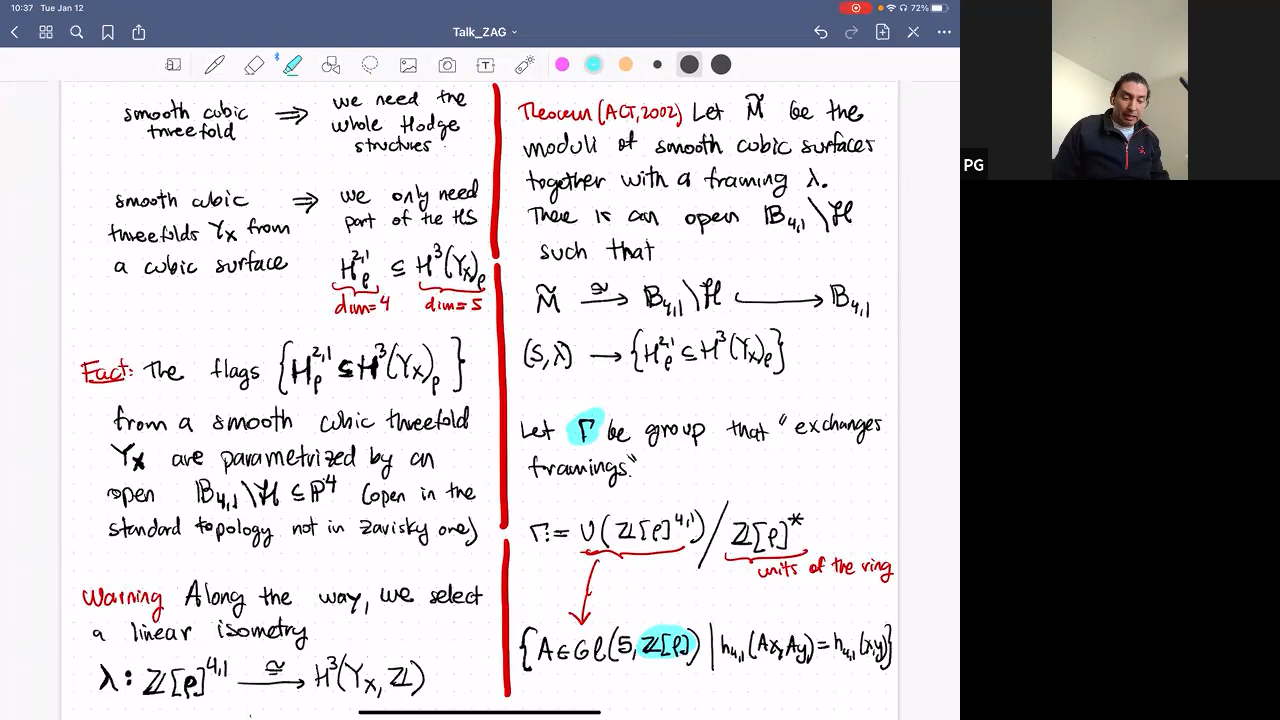 10:37 Tue Jan 12
72%
Talk_ZAG
smooth cubic threefold ⇒ we need the whole Hodge structures.
smooth cubic threefolds Yx from a cubic surface ⇒ we only need part of the HS
H^{2,1}_ρ ⊆ H^3(Yx)_ρ
dim=4 dim=5
Fact: The flags {H^{2,1}_ρ ⊆ H^3(Yx)_ρ}
from a smooth cubic threefold
Yx are parametrized by an
open B_{4,1}\ℋ ⊆ P^4 (open in the
standard topology not in Zavisky one)
Warning Along the way, we select
a linear isometry
λ: Z[ρ]^{4,1} ≅→ H^3(Yx, Z)
Theorem (ACT, 2002) Let M̃ be the
moduli of smooth cubic surfaces
together with a framing λ.
There is an open B_{4,1}\ℋ
such that
M̃ ≅→ B_{4,1}\ℋ → B_{4,1}
(S,λ) → {H^{2,1}_ρ ⊆ H^3(Yx)_ρ}
Let Γ be group that "exchanges
framings."
Γ:= U(Z[ρ]^{4,1}) / Z[ρ]^*
units of the ring
{A∈Gl(5, Z[ρ]) | h_{4,1}(Ax,Ay)=h_{4,1}(x,y)}
PG